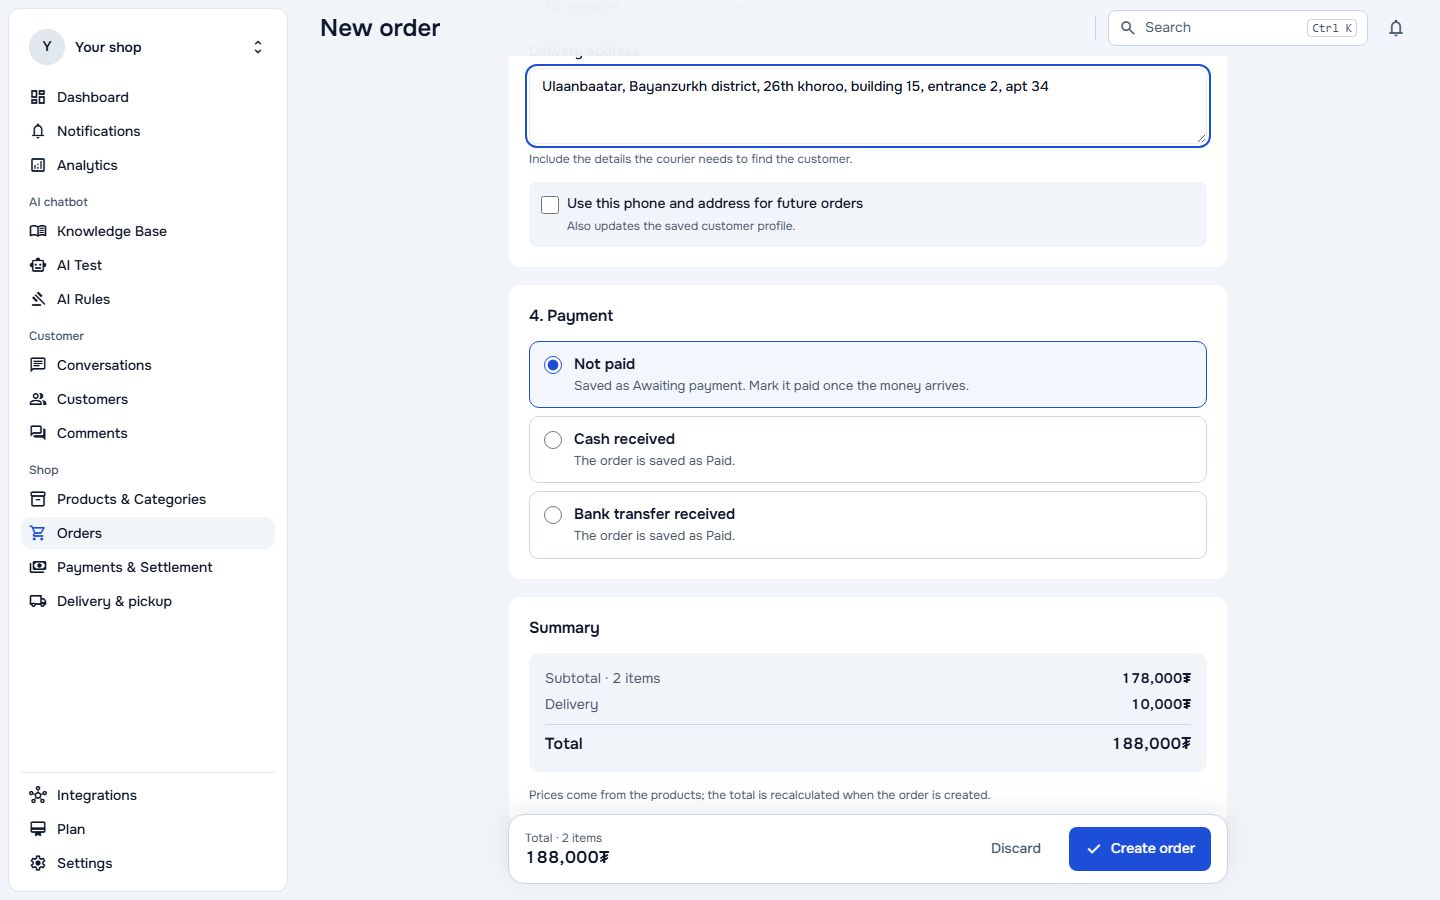 Y
Your shop
Dashboard
Notifications
Analytics
AI chatbot
Knowledge Base
AI Test
AI Rules
Customer
Conversations
Customers
Comments
Shop
Products & Categories
Orders
Payments & Settlement
Delivery & pickup
Integrations
Plan
Settings
New order
Search
Ctrl K
No location
Delivery address
Ulaanbaatar, Bayanzurkh district, 26th khoroo, building 15, entrance 2, apt 34
Include the details the courier needs to find the customer.
Use this phone and address for future orders
Also updates the saved customer profile.
4. Payment
Not paid
Saved as Awaiting payment. Mark it paid once the money arrives.
Cash received
The order is saved as Paid.
Bank transfer received
The order is saved as Paid.
Summary
Subtotal · 2 items 178,000₮
Delivery 10,000₮
Total 188,000₮
Prices come from the products; the total is recalculated when the order is created.
Total · 2 items
188,000₮
Discard
Create order